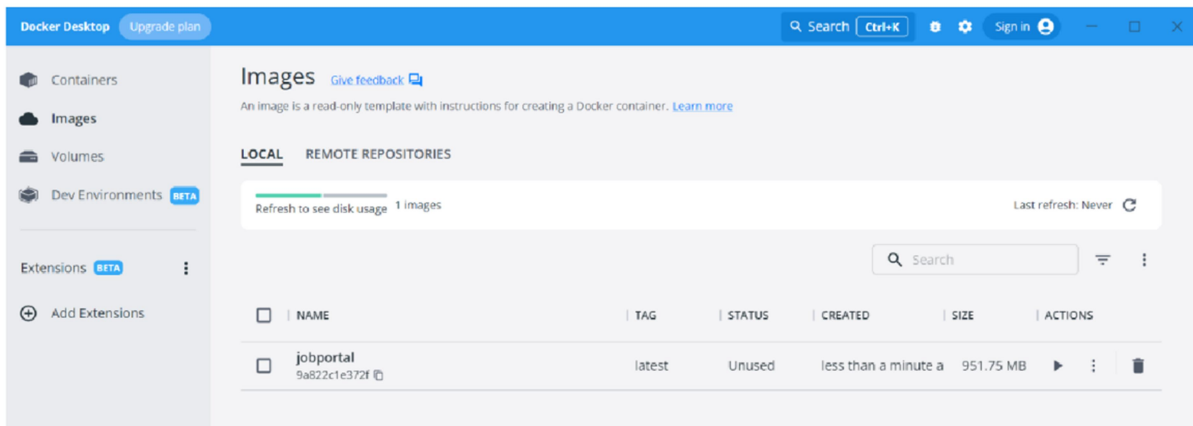 Docker Desktop Upgrade plan Search Ctrl+K Sign in
Containers
Images
Volumes
Dev Environments BETA
Extensions BETA
Add Extensions
Images Give feedback
An image is a read-only template with instructions for creating a Docker container. Learn more
LOCAL REMOTE REPOSITORIES
Refresh to see disk usage 1 images Last refresh: Never
Search
NAME TAG STATUS CREATED SIZE ACTIONS
jobportal latest Unused less than a minute a 951.75 MB
9a822c1e372f